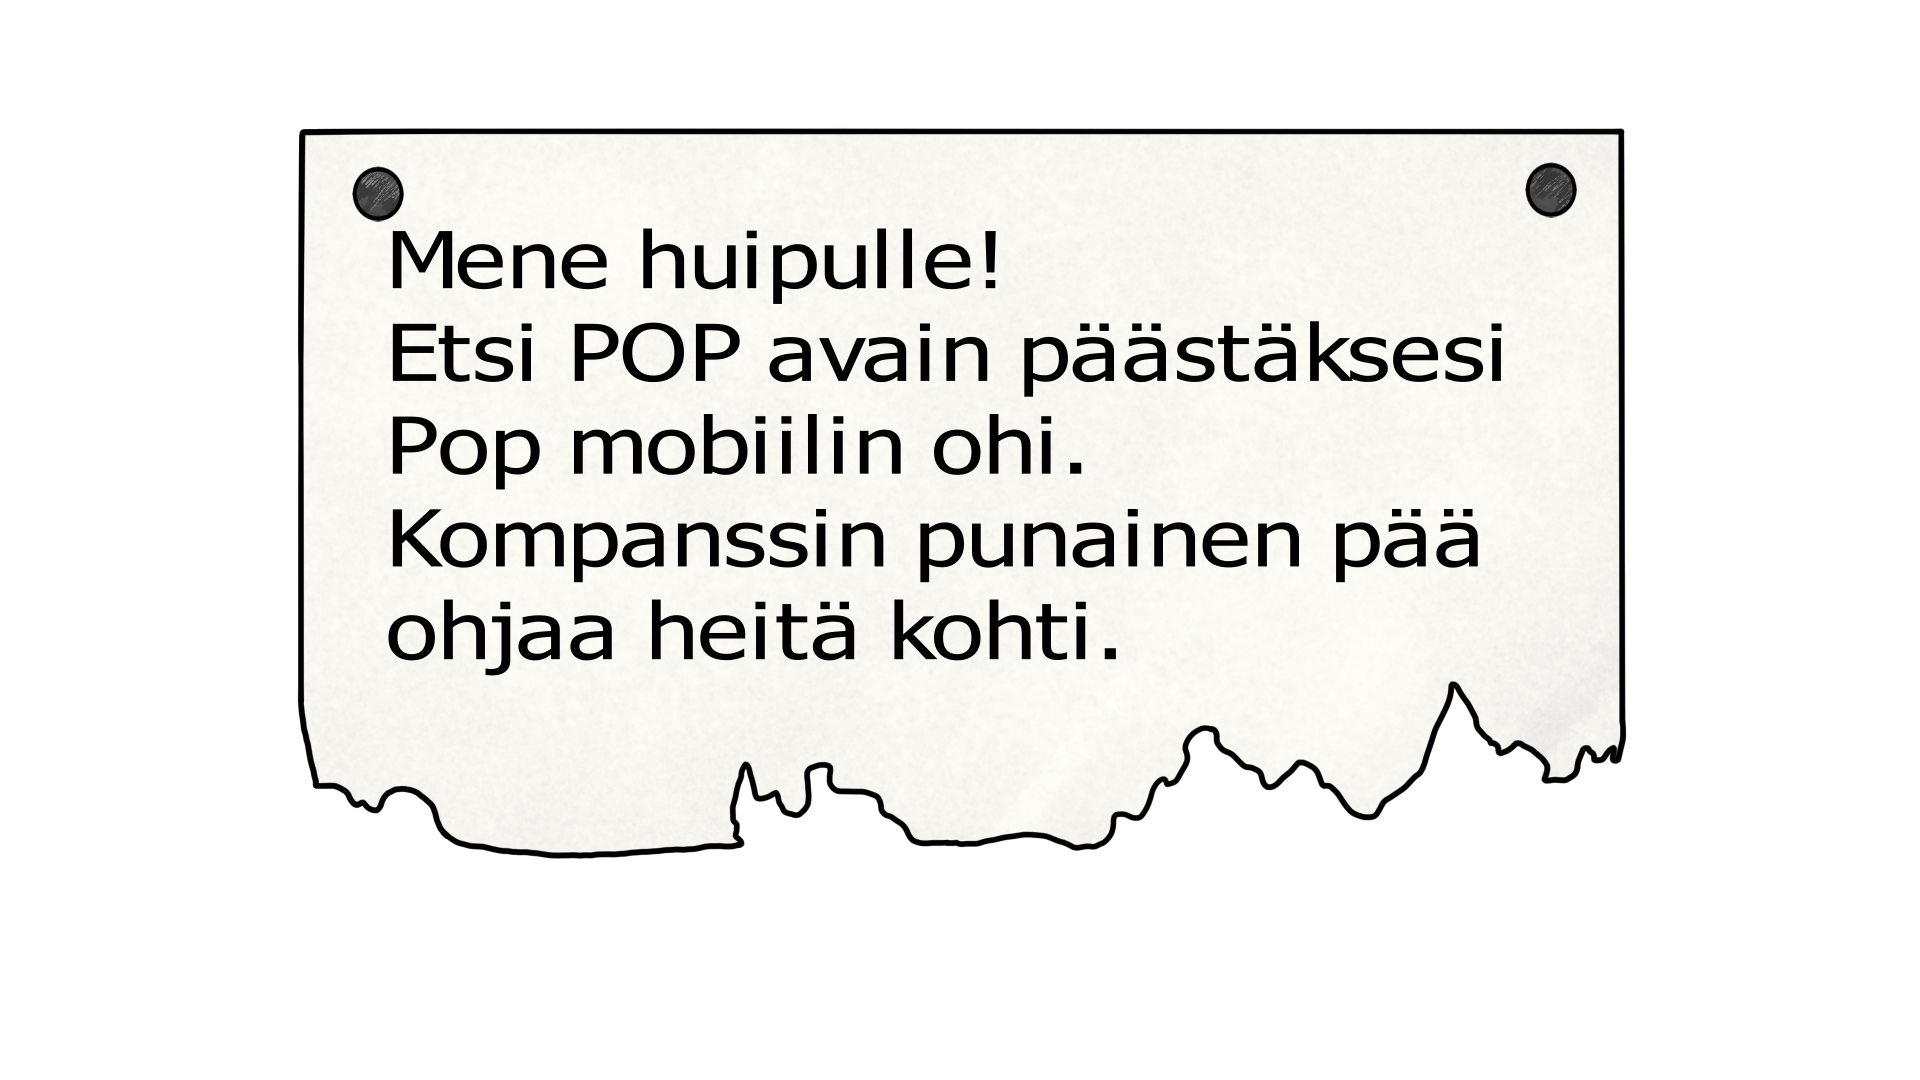 Mene huipulle!
Etsi POP avain päästäksesi
Pop mobiilin ohi.
Kompanssin punainen pää
ohjaa heitä kohti.